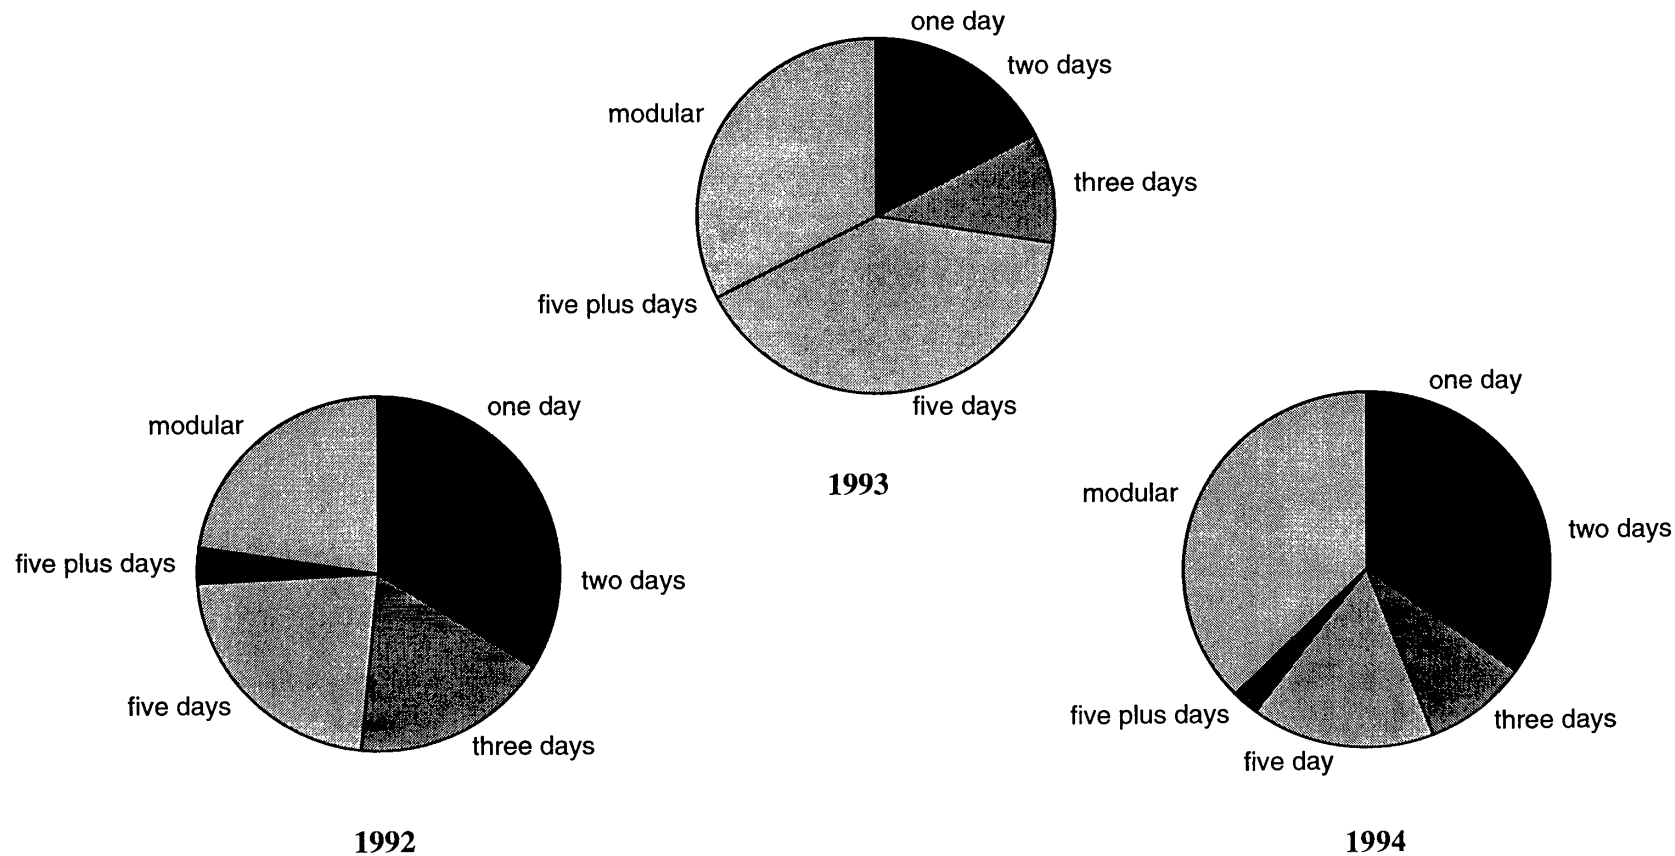 one day
two days
modular
three days
five plus days
five days
1993
one day
modular
five plus days
two days
five days
three days
1992
one day
modular
two days
five plus days
three days
five day
1994